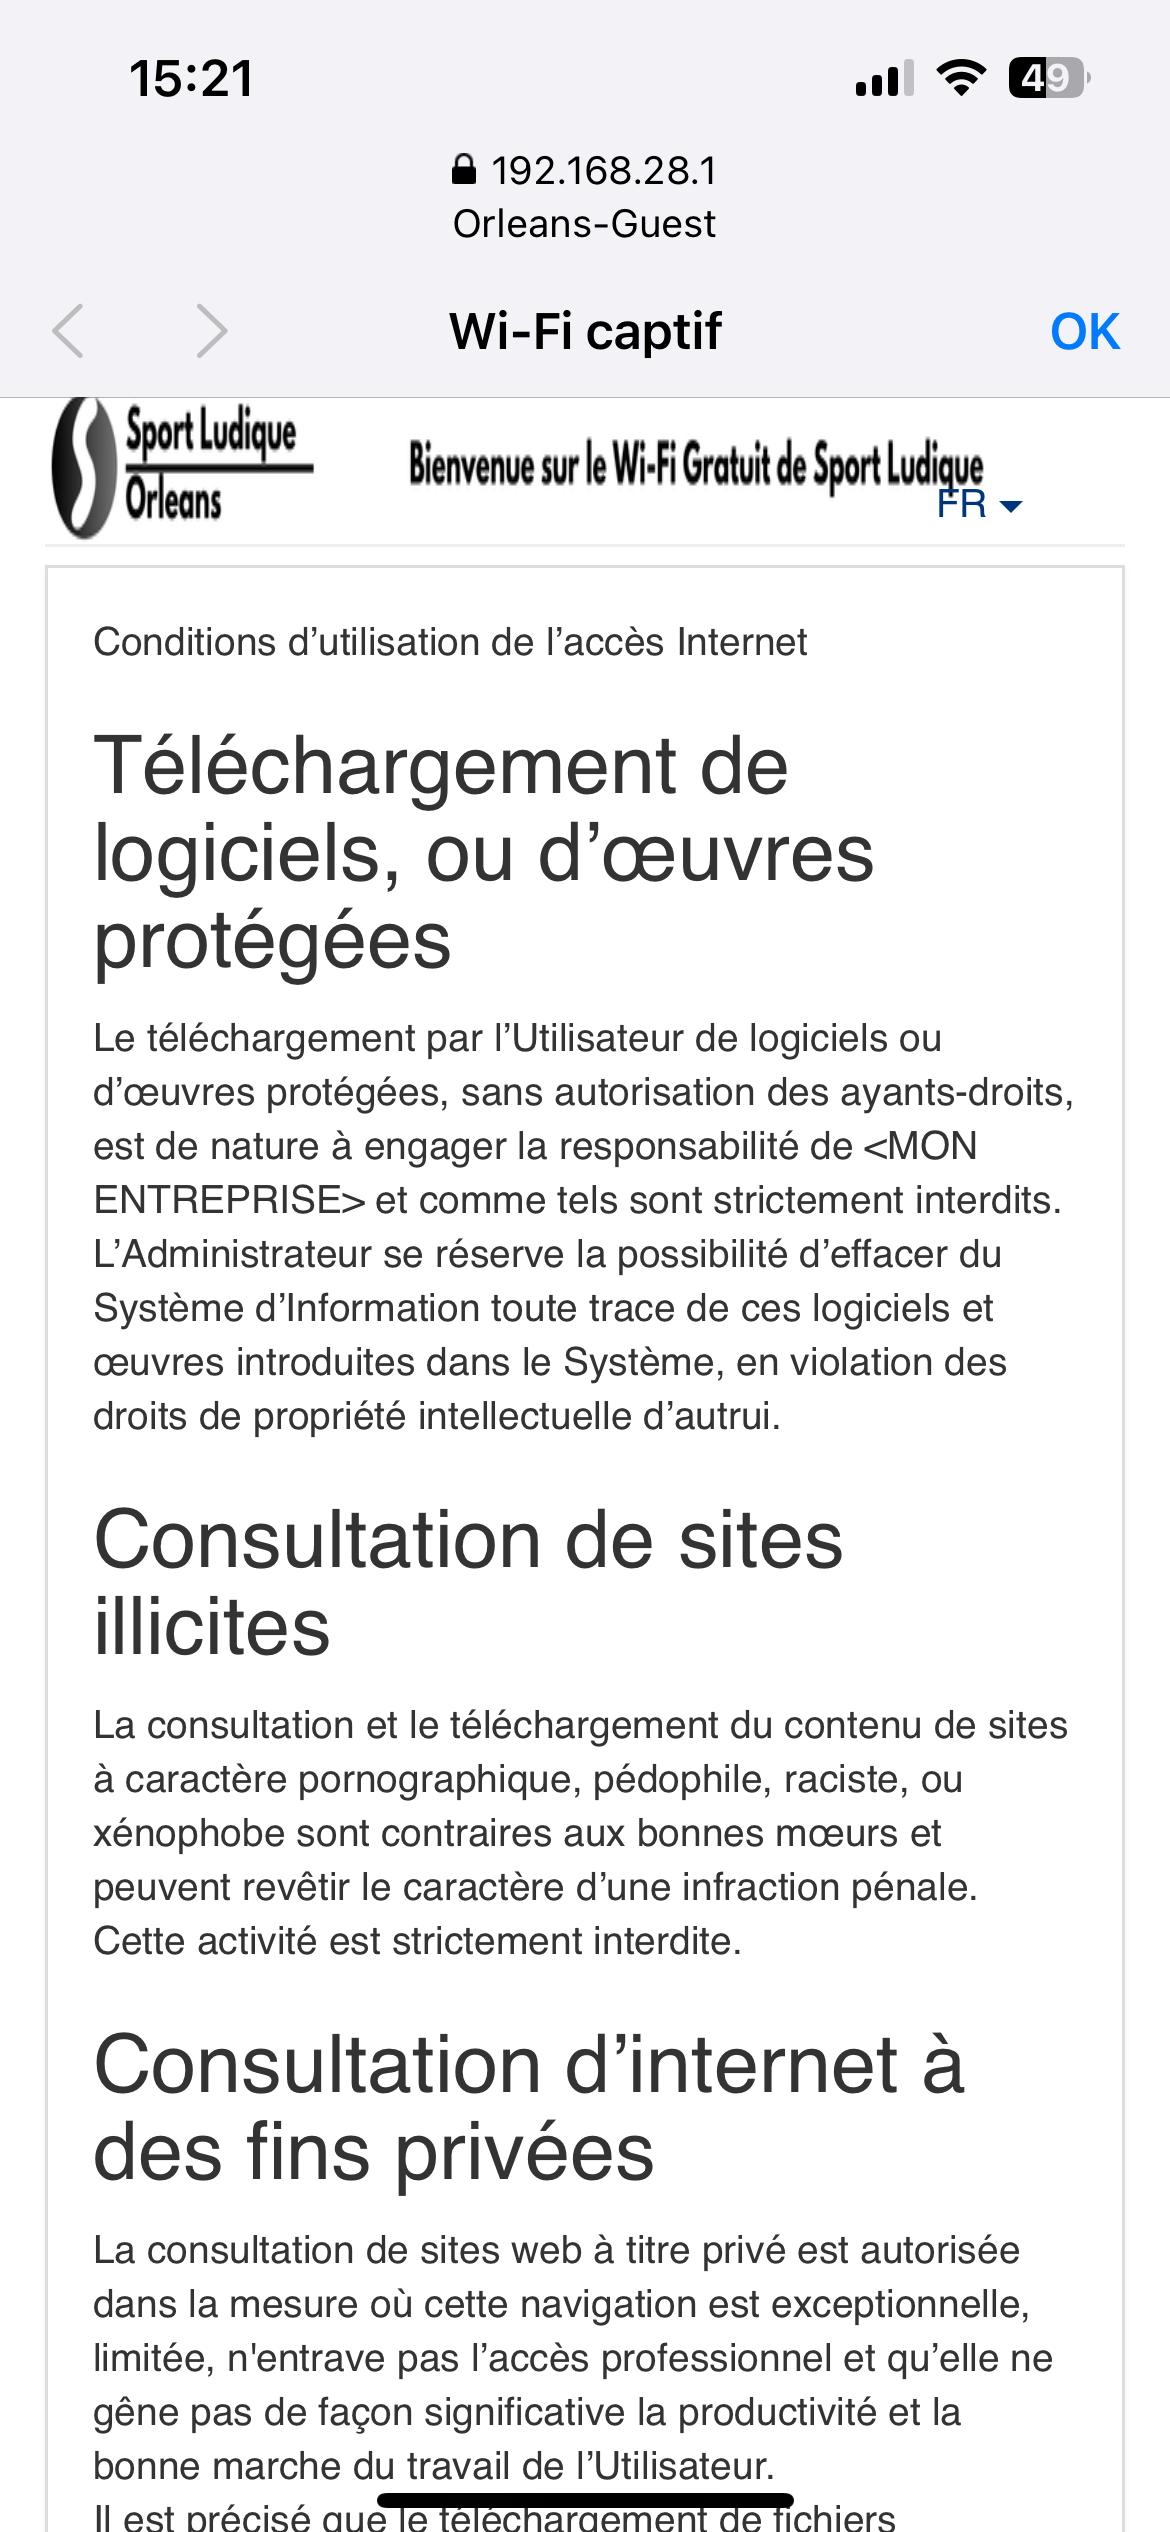 15:21
49
192.168.28.1
Orleans-Guest
Wi-Fi captif
OK
Sport Ludique
Orleans
Bienvenue sur le Wi-Fi Gratuit de Sport Ludique
FR
Conditions d’utilisation de l’accès Internet
Téléchargement de
logiciels, ou d’œuvres
protégées
Le téléchargement par l’Utilisateur de logiciels ou
d’œuvres protégées, sans autorisation des ayants-droits,
est de nature à engager la responsabilité de <MON
ENTREPRISE> et comme tels sont strictement interdits.
L’Administrateur se réserve la possibilité d’effacer du
Système d’Information toute trace de ces logiciels et
œuvres introduites dans le Système, en violation des
droits de propriété intellectuelle d’autrui.
Consultation de sites
illicites
La consultation et le téléchargement du contenu de sites
à caractère pornographique, pédophile, raciste, ou
xénophobe sont contraires aux bonnes mœurs et
peuvent revêtir le caractère d’une infraction pénale.
Cette activité est strictement interdite.
Consultation d’internet à
des fins privées
La consultation de sites web à titre privé est autorisée
dans la mesure où cette navigation est exceptionnelle,
limitée, n'entrave pas l’accès professionnel et qu’elle ne
gêne pas de façon significative la productivité et la
bonne marche du travail de l’Utilisateur.
Il est précisé que le téléchargement de fichiers